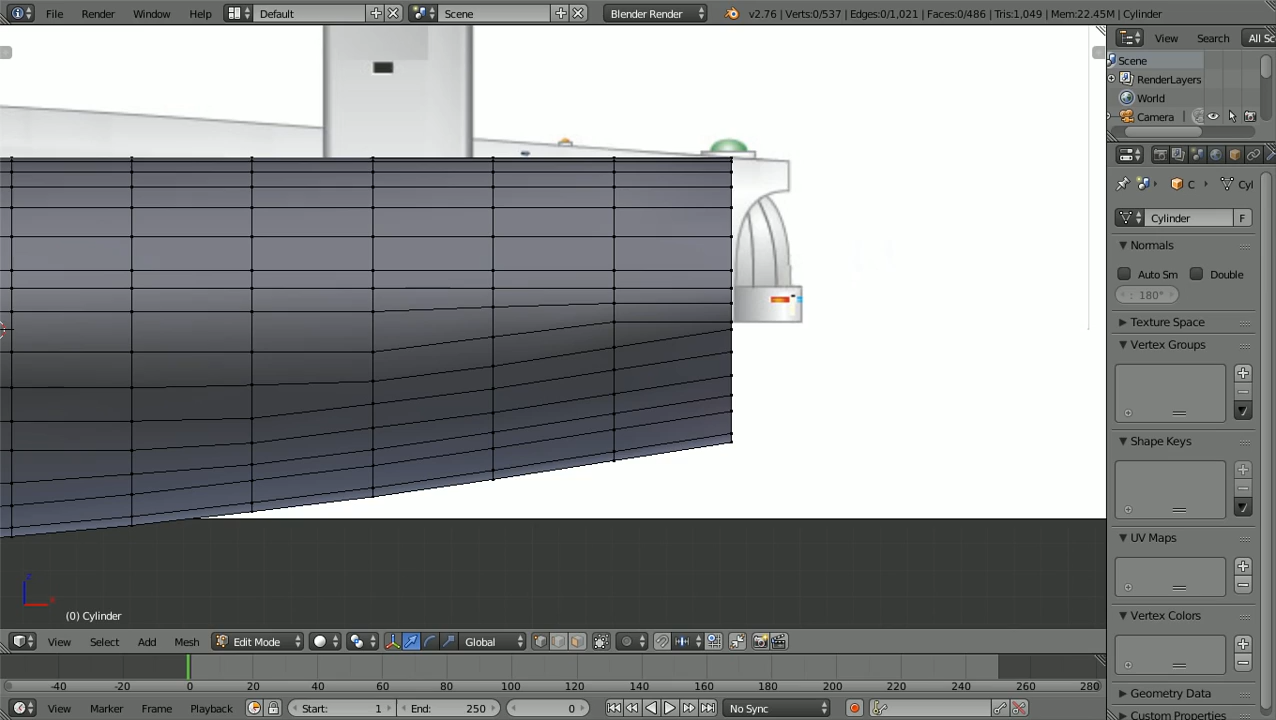 File Render Window Help Default Scene Blender Render v2.76 | Verts:0/537 | Edges:0/1,021 | Faces:0/486 | Tris:1,049 | Mem:22.45M | Cylinder
View Search All Sc
Scene
RenderLayers
World
Camera
C Cyl
Cylinder F
Normals
Auto Sm Double
: 180°
Texture Space
Vertex Groups
Shape Keys
UV Maps
Vertex Colors
Geometry Data
Custom Properties
z
x
(0) Cylinder
View Select Add Mesh Edit Mode Global
-40 -20 0 20 40 60 80 100 120 140 160 180 200 220 240 260 280
View Marker Frame Playback Start: 1 End: 250 0 No Sync